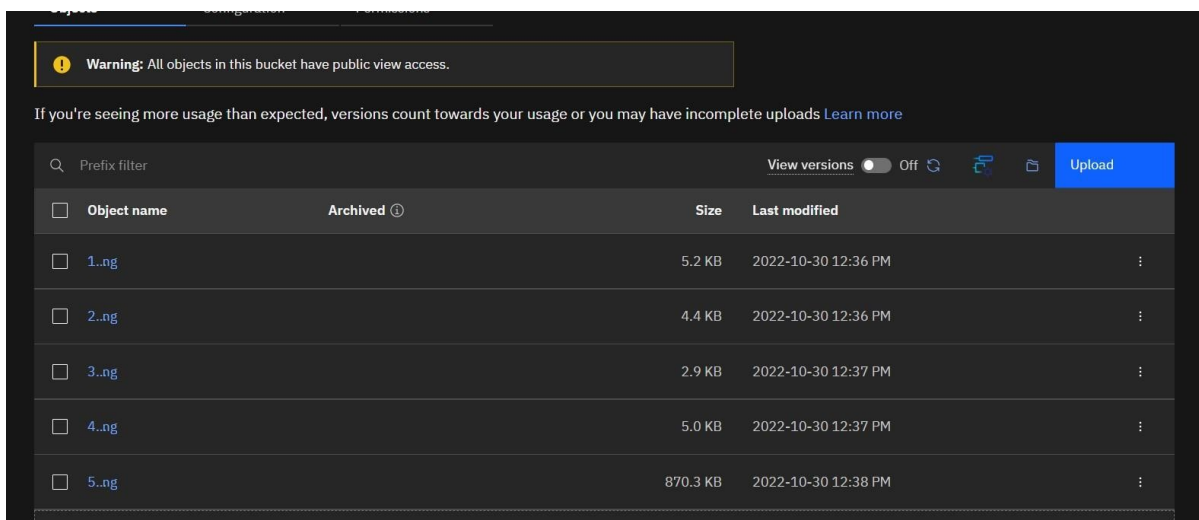 Objects Configuration Permissions
Warning: All objects in this bucket have public view access.
If you're seeing more usage than expected, versions count towards your usage or you may have incomplete uploads Learn more
Prefix filter View versions Off Upload
Object name Archived Size Last modified
1..ng 5.2 KB 2022-10-30 12:36 PM
2..ng 4.4 KB 2022-10-30 12:36 PM
3..ng 2.9 KB 2022-10-30 12:37 PM
4..ng 5.0 KB 2022-10-30 12:37 PM
5..ng 870.3 KB 2022-10-30 12:38 PM